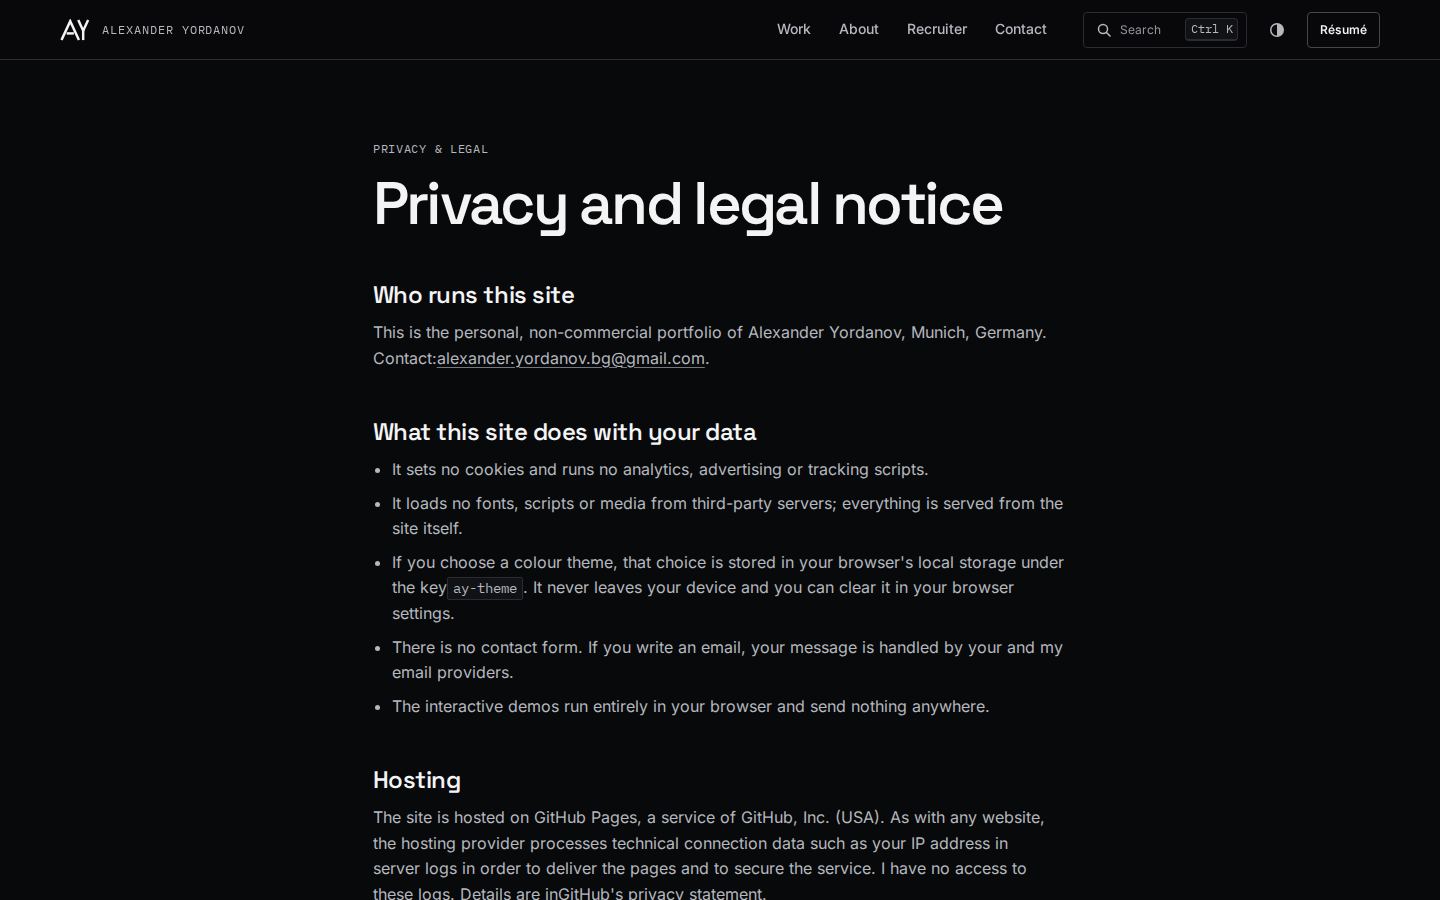 AY ALEXANDER YORDANOV Work About Recruiter Contact Search Ctrl K Résumé
PRIVACY & LEGAL
Privacy and legal notice
Who runs this site
This is the personal, non-commercial portfolio of Alexander Yordanov, Munich, Germany.
Contact:alexander.yordanov.bg@gmail.com.
What this site does with your data
• It sets no cookies and runs no analytics, advertising or tracking scripts.
• It loads no fonts, scripts or media from third-party servers; everything is served from the
site itself.
• If you choose a colour theme, that choice is stored in your browser's local storage under
the key ay-theme . It never leaves your device and you can clear it in your browser
settings.
• There is no contact form. If you write an email, your message is handled by your and my
email providers.
• The interactive demos run entirely in your browser and send nothing anywhere.
Hosting
The site is hosted on GitHub Pages, a service of GitHub, Inc. (USA). As with any website,
the hosting provider processes technical connection data such as your IP address in
server logs in order to deliver the pages and to secure the service. I have no access to
these logs. Details are inGitHub's privacy statement.